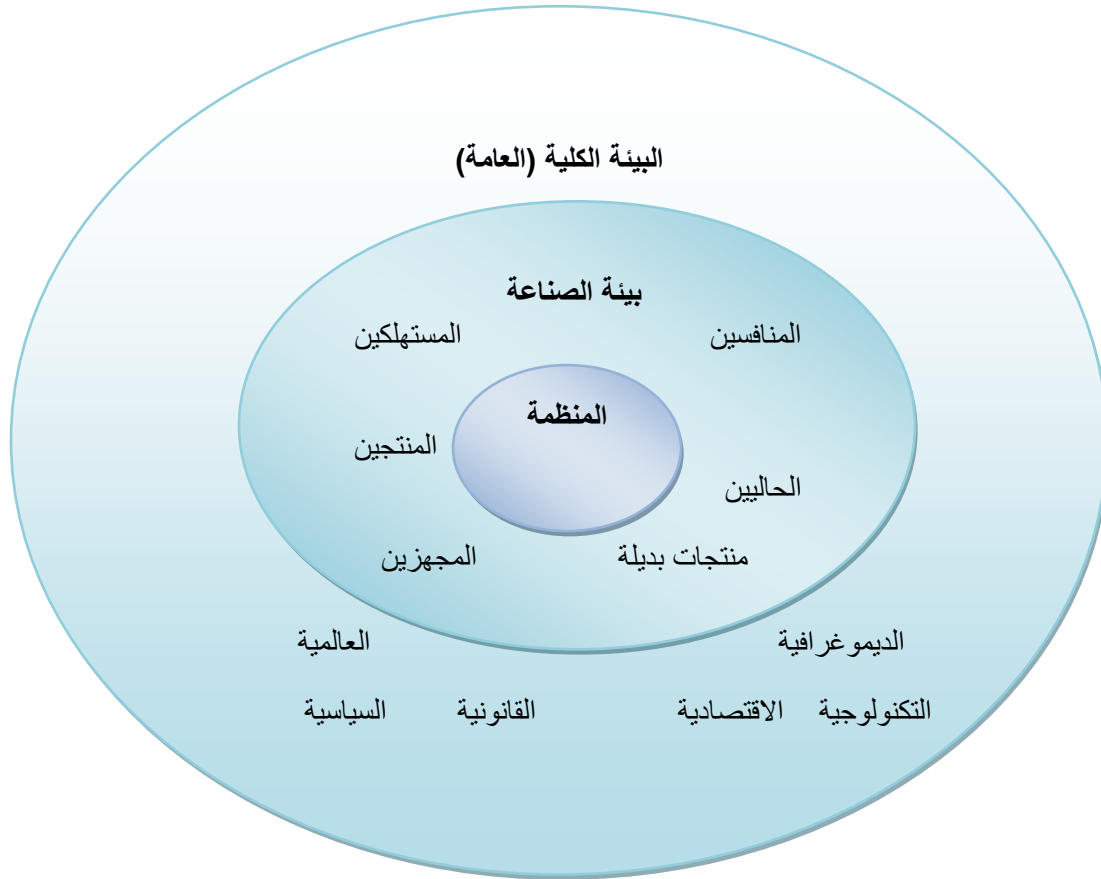 البيئة الكلية (العامة)
بيئة الصناعة
المنافسين
المستهلكين
المنظمة
المنتجين
الحاليين
منتجات بديلة
المجهزين
الديموغرافية
العالمية
التكنولوجية
الاقتصادية
القانونية
السياسية